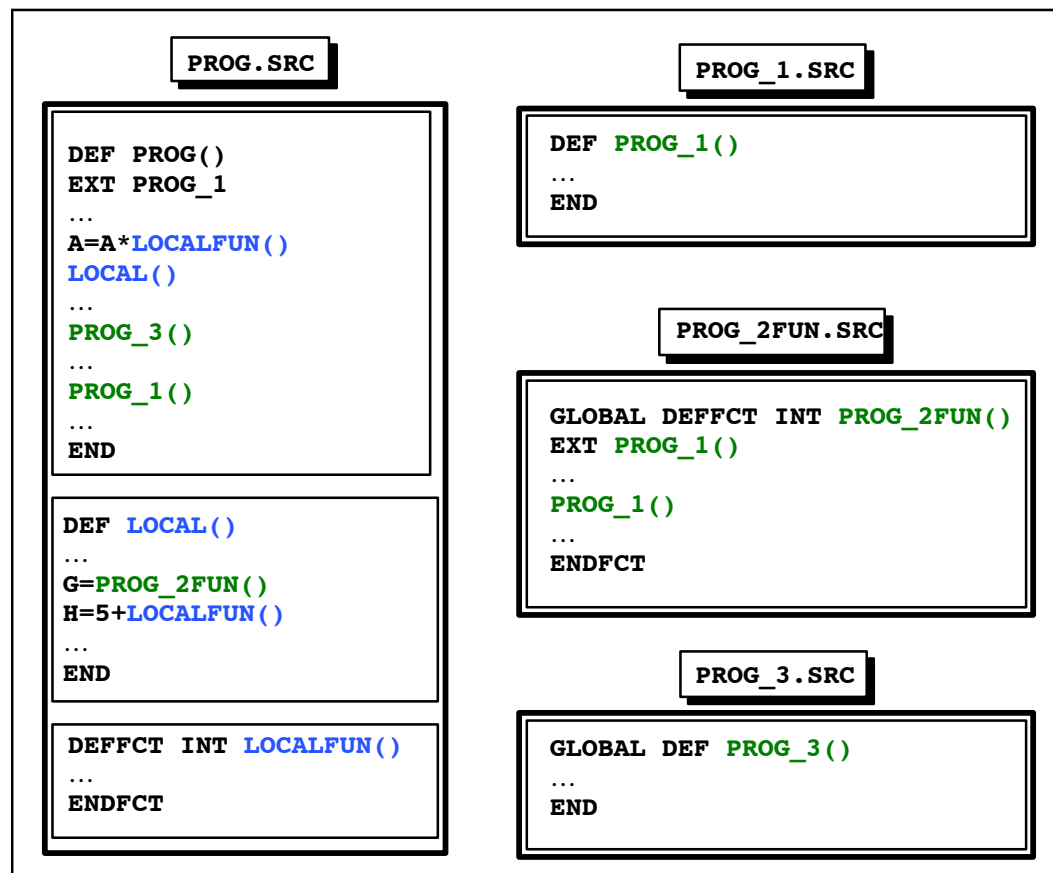 PROG.SRC
DEF PROG()
EXT PROG_1
...
A=A*LOCALFUN()
LOCAL()
...
PROG_3()
...
PROG_1()
...
END
DEF LOCAL()
...
G=PROG_2FUN()
H=5+LOCALFUN()
...
END
DEFFCT INT LOCALFUN()
...
ENDFCT
PROG_1.SRC
DEF PROG_1()
...
END
PROG_2FUN.SRC
GLOBAL DEFFCT INT PROG_2FUN()
EXT PROG_1()
...
PROG_1()
...
ENDFCT
PROG_3.SRC
GLOBAL DEF PROG_3()
...
END